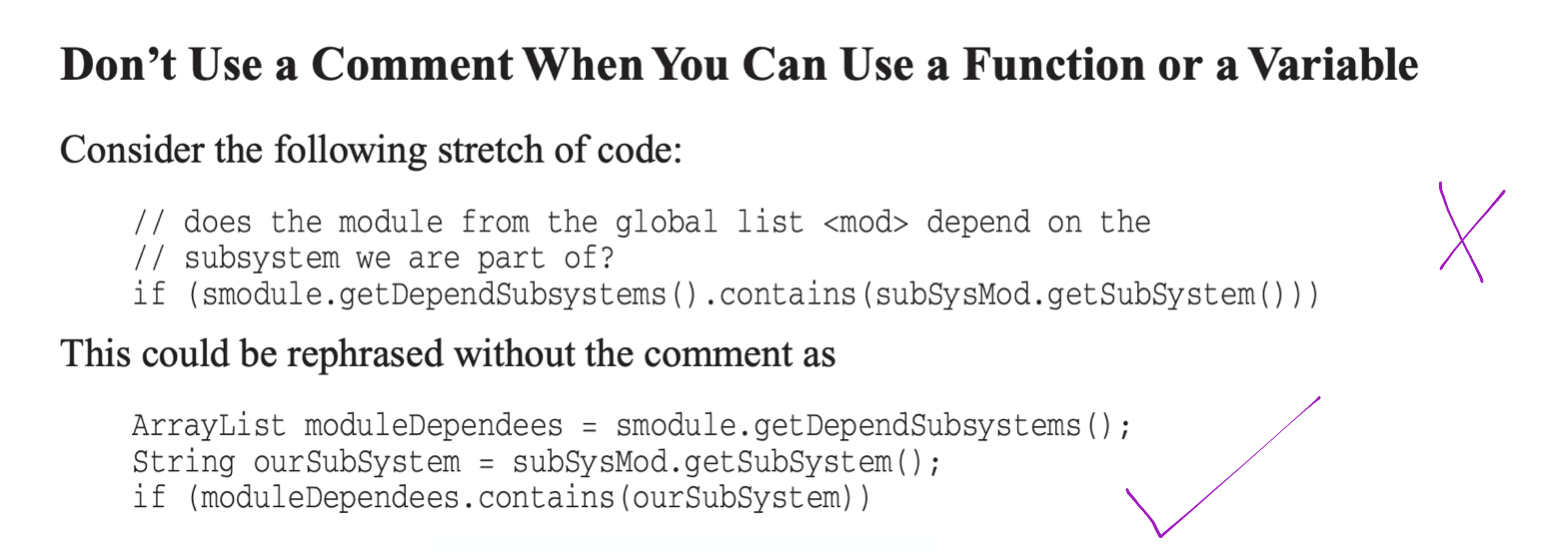 Don’t Use a Comment When You Can Use a Function or a Variable
Consider the following stretch of code:
// does the module from the global list <mod> depend on the
// subsystem we are part of?
if (smodule.getDependSubsystems().contains(subSysMod.getSubSystem()))
This could be rephrased without the comment as
ArrayList moduleDependees = smodule.getDependSubsystems();
String ourSubSystem = subSysMod.getSubSystem();
if (moduleDependees.contains(ourSubSystem))